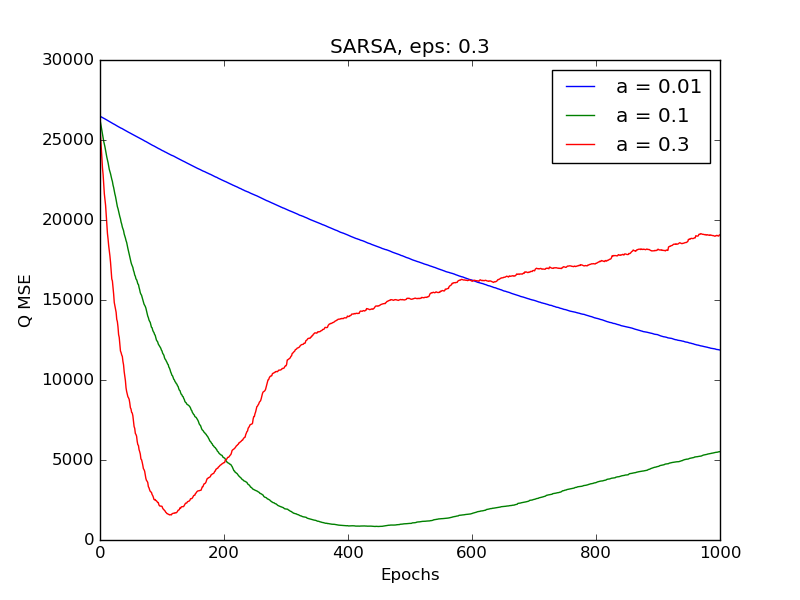 SARSA, eps: 0.3
30000
25000
20000
15000
10000
5000
0
Q MSE
a = 0.01
a = 0.1
a = 0.3
0 200 400 600 800 1000
Epochs